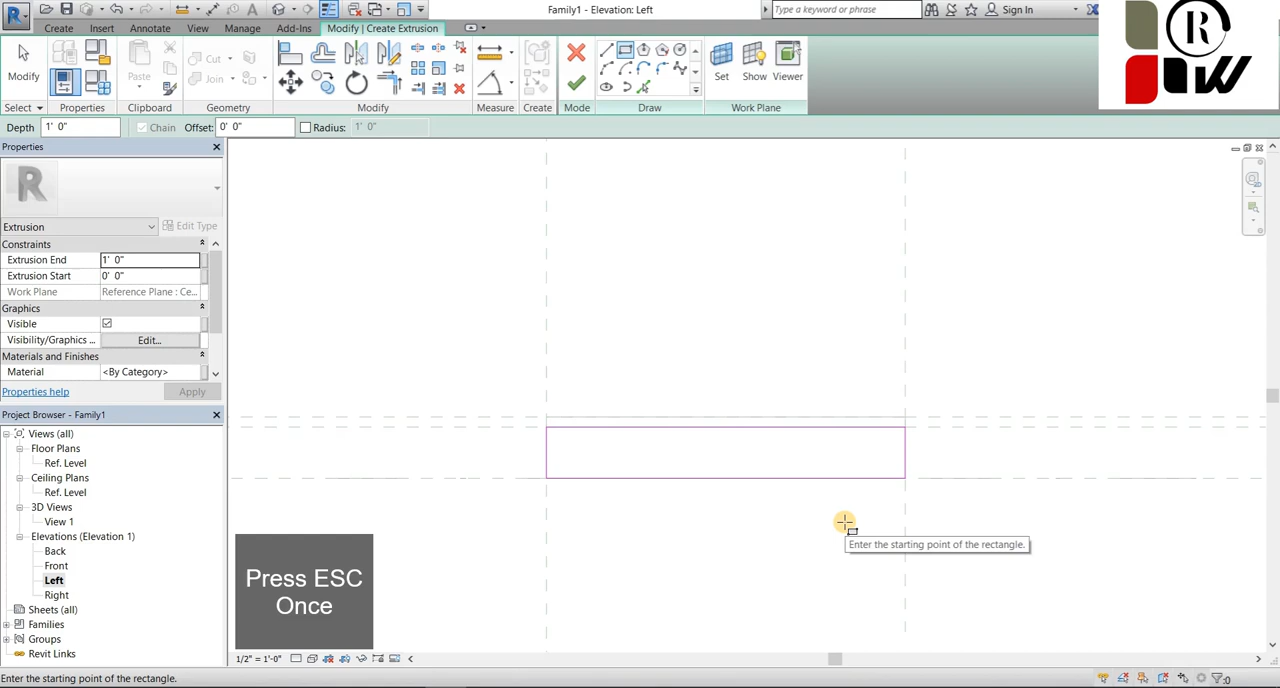 Family1 - Elevation: Left
Type a keyword or phrase
Sign In
Create
Insert
Annotate
View
Manage
Add-Ins
Modify | Create Extrusion
R
JW
Modify
Paste
Cut
Join
Set
Show
Viewer
Select
Properties
Clipboard
Geometry
Modify
Measure
Create
Mode
Draw
Work Plane
Depth
1' 0"
Chain
Offset:
0' 0"
Radius:
1' 0"
Properties
Extrusion
Edit Type
Constraints
Extrusion End
1' 0"
Extrusion Start
0' 0"
Work Plane
Reference Plane : Ce...
Graphics
Visible
Visibility/Graphics ...
Edit...
Materials and Finishes
Material
<By Category>
Properties help
Apply
Project Browser - Family1
Views (all)
Floor Plans
Ref. Level
Ceiling Plans
Ref. Level
3D Views
View 1
Elevations (Elevation 1)
Back
Front
Left
Right
Sheets (all)
Families
Groups
Revit Links
Enter the starting point of the rectangle.
Press ESC
Once
1/2" = 1'-0"
Enter the starting point of the rectangle.
:0